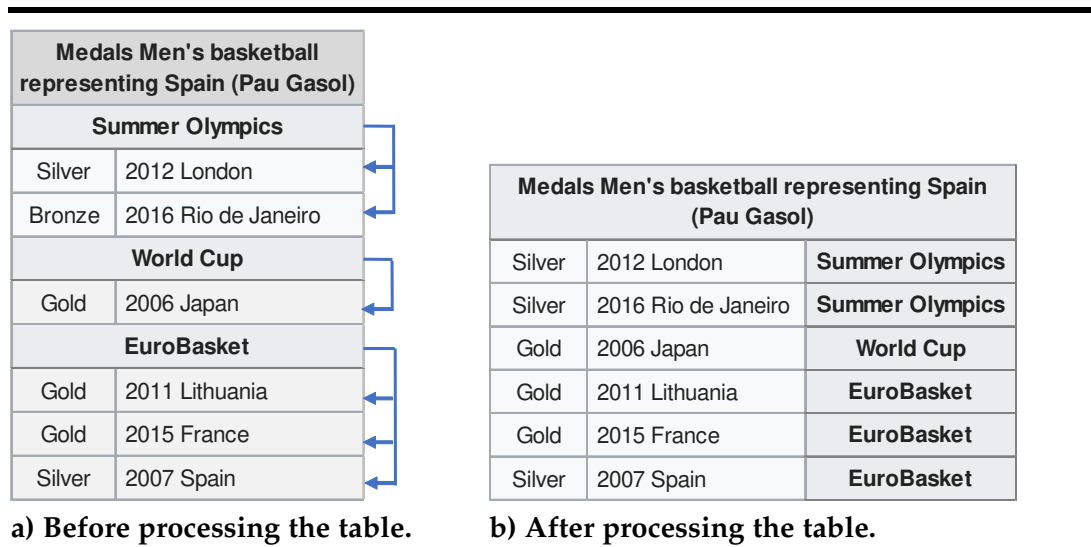 Medals Men's basketball
representing Spain (Pau Gasol)
Summer Olympics
Silver 2012 London
Bronze 2016 Rio de Janeiro
World Cup
Gold 2006 Japan
EuroBasket
Gold 2011 Lithuania
Gold 2015 France
Silver 2007 Spain
a) Before processing the table.
Medals Men's basketball representing Spain
(Pau Gasol)
Silver 2012 London Summer Olympics
Silver 2016 Rio de Janeiro Summer Olympics
Gold 2006 Japan World Cup
Gold 2011 Lithuania EuroBasket
Gold 2015 France EuroBasket
Silver 2007 Spain EuroBasket
b) After processing the table.